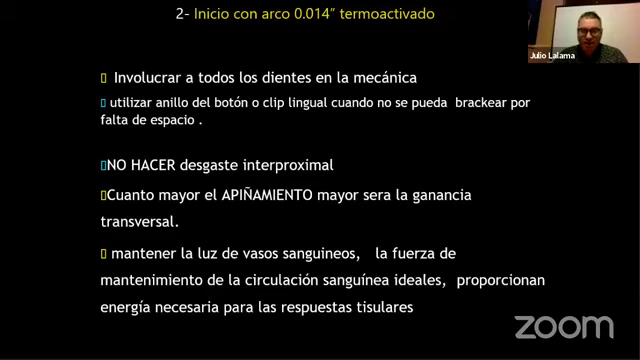 2- Inicio con arco 0.014” termoactivado
Julio Lalama
Involucrar a todos los dientes en la mecánica
utilizar anillo del botón o clip lingual cuando no se pueda brackear por
falta de espacio .
NO HACER desgaste interproximal
Cuanto mayor el APIÑAMIENTO mayor sera la ganancia
transversal.
mantener la luz de vasos sanguineos, la fuerza de
mantenimiento de la circulación sanguínea ideales, proporcionan
energía necesaria para las respuestas tisulares
zoom